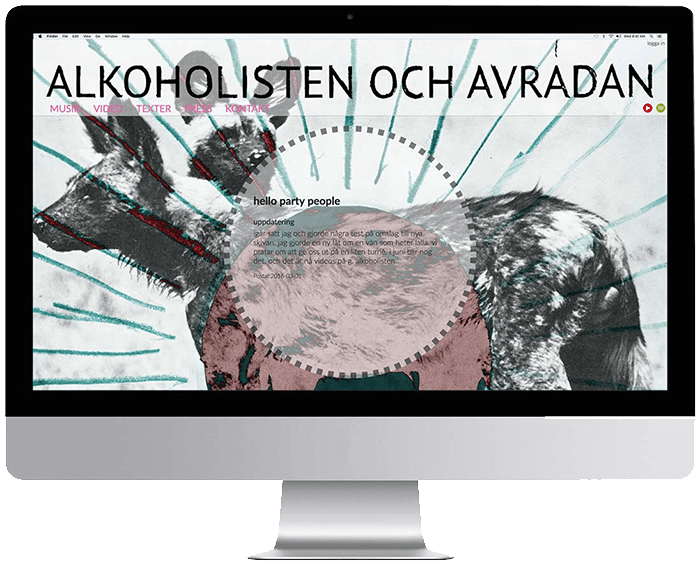 Finder File Edit View Go Window Help
logga in
ALKOHOLISTEN OCH AVRADAN
MUSIK VIDEO TEXTER PRESS KONTAKT
hello party people
uppdatering
igår satt jag och gjorde några test på omslag till nya
skivan. jag gjorde en ny låt om en vän som heter lalla. vi
pratar om att ge oss ut på en liten turne, i juni cer nog
det. och det är nå videos på g. alkoholisten
Postat 2016-03-01